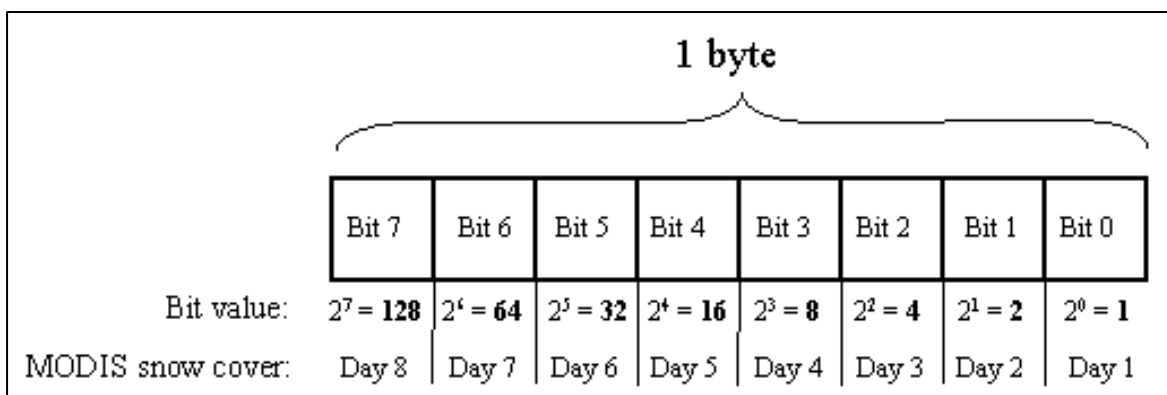 1 byte
Bit 7 Bit 6 Bit 5 Bit 4 Bit 3 Bit 2 Bit 1 Bit 0
Bit value: 2⁷ = 128 2⁶ = 64 2⁵ = 32 2⁴ = 16 2³ = 8 2² = 4 2¹ = 2 2⁰ = 1
MODIS snow cover: Day 8 Day 7 Day 6 Day 5 Day 4 Day 3 Day 2 Day 1